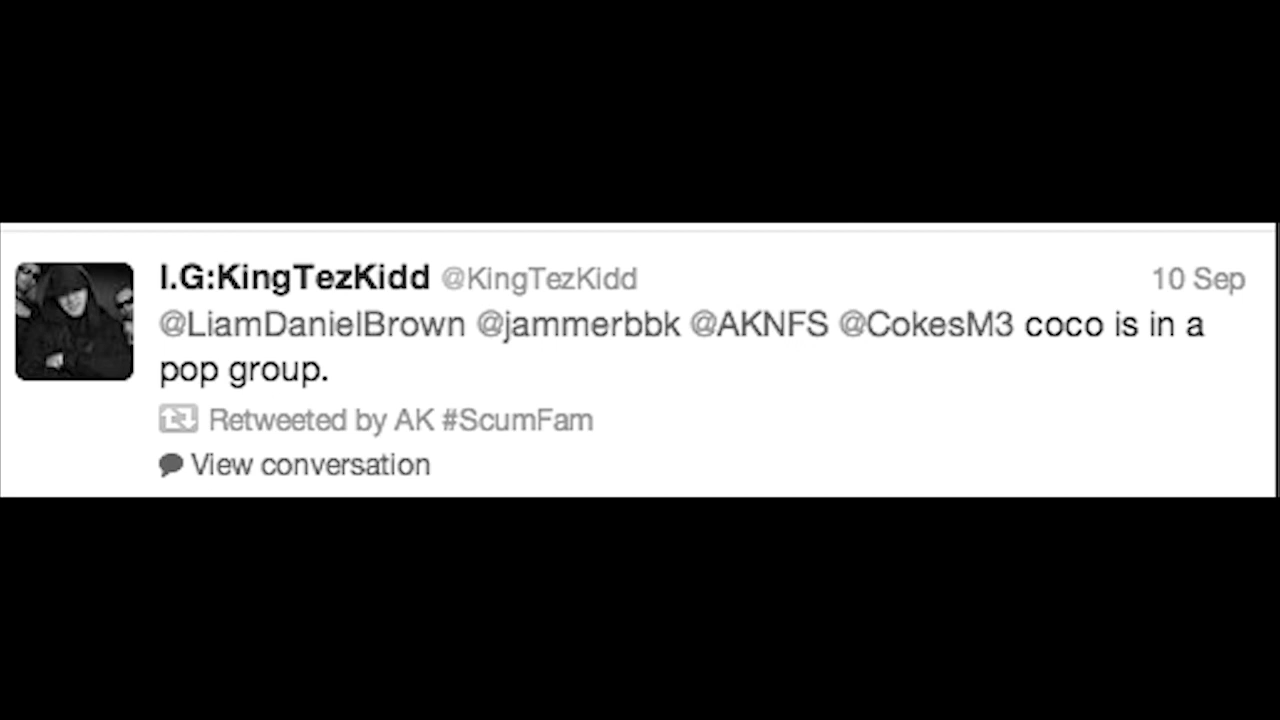 I.G:KingTezKidd @KingTezKidd 10 Sep
@LiamDanielBrown @jammerbbk @AKNFS @CokesM3 coco is in a
pop group.
Retweeted by AK #ScumFam
View conversation